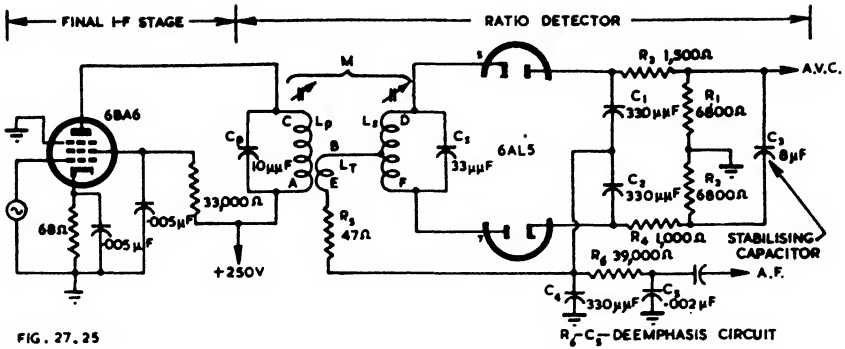 FINAL I-F STAGE
RATIO DETECTOR
M
S
R3 1,500Ω
A.V.C.
6BA6
CP
10μμF
C
LP
A
B
LT
E
LS
D
F
CS
33μμF
6AL5
C1
330μμF
R1
6800Ω
C3
8μF
C2
330μμF
R2
6800Ω
33,000Ω
.005μF
68Ω
.005μF
+250V
R5
47Ω
T
R4 1,000Ω
STABILISING
CAPACITOR
R6 39,000Ω
A.F.
C4
330μμF
C5
.002μF
FIG. 27.25
R6-C5-DEEMPHASIS CIRCUIT